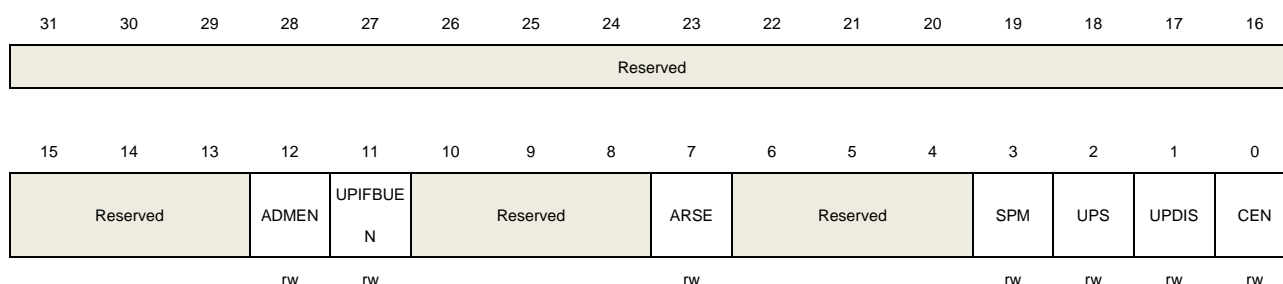 31 30 29 28 27 26 25 24 23 22 21 20 19 18 17 16
Reserved
15 14 13 12 11 10 9 8 7 6 5 4 3 2 1 0
Reserved ADMEN UPIFBUE Reserved ARSE Reserved SPM UPS UPDIS CEN
N
rw rw rw rw rw rw rw